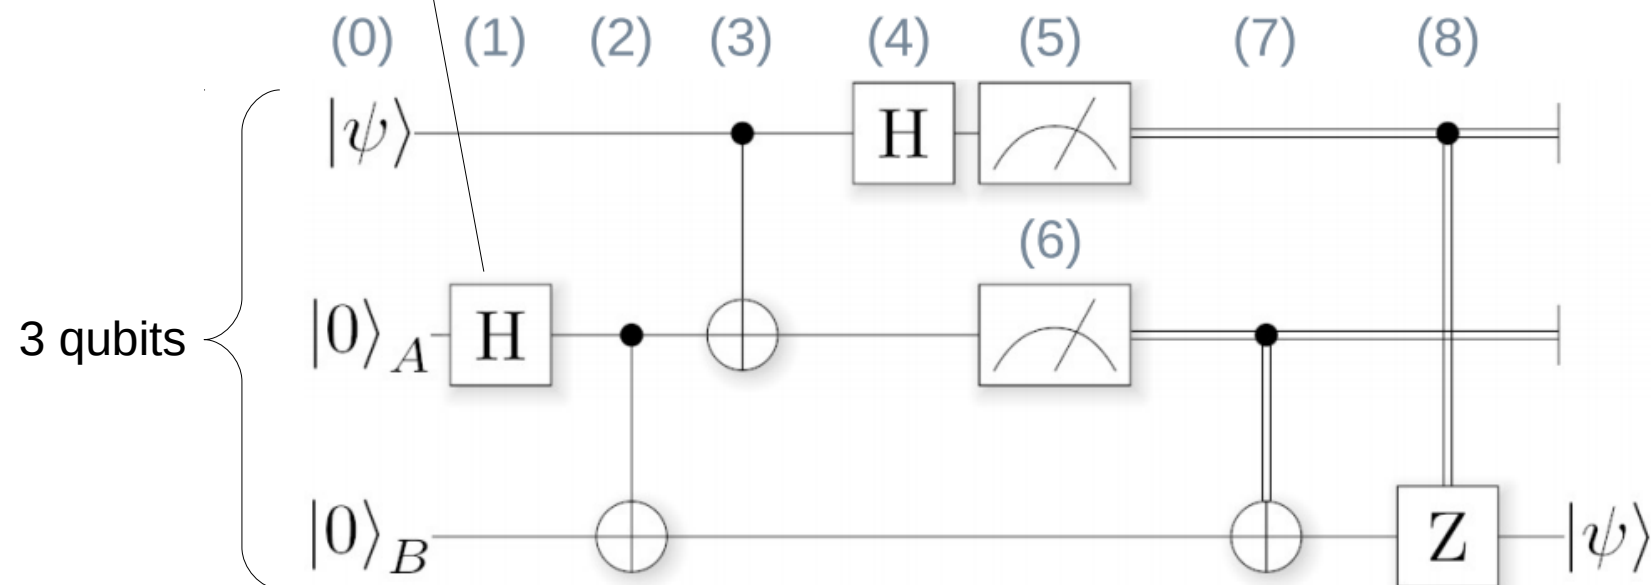 (0) (1) (2) (3) (4) (5) (7) (8)
|ψ⟩ H
(6)
3 qubits
|0⟩A H
|0⟩B Z |ψ⟩